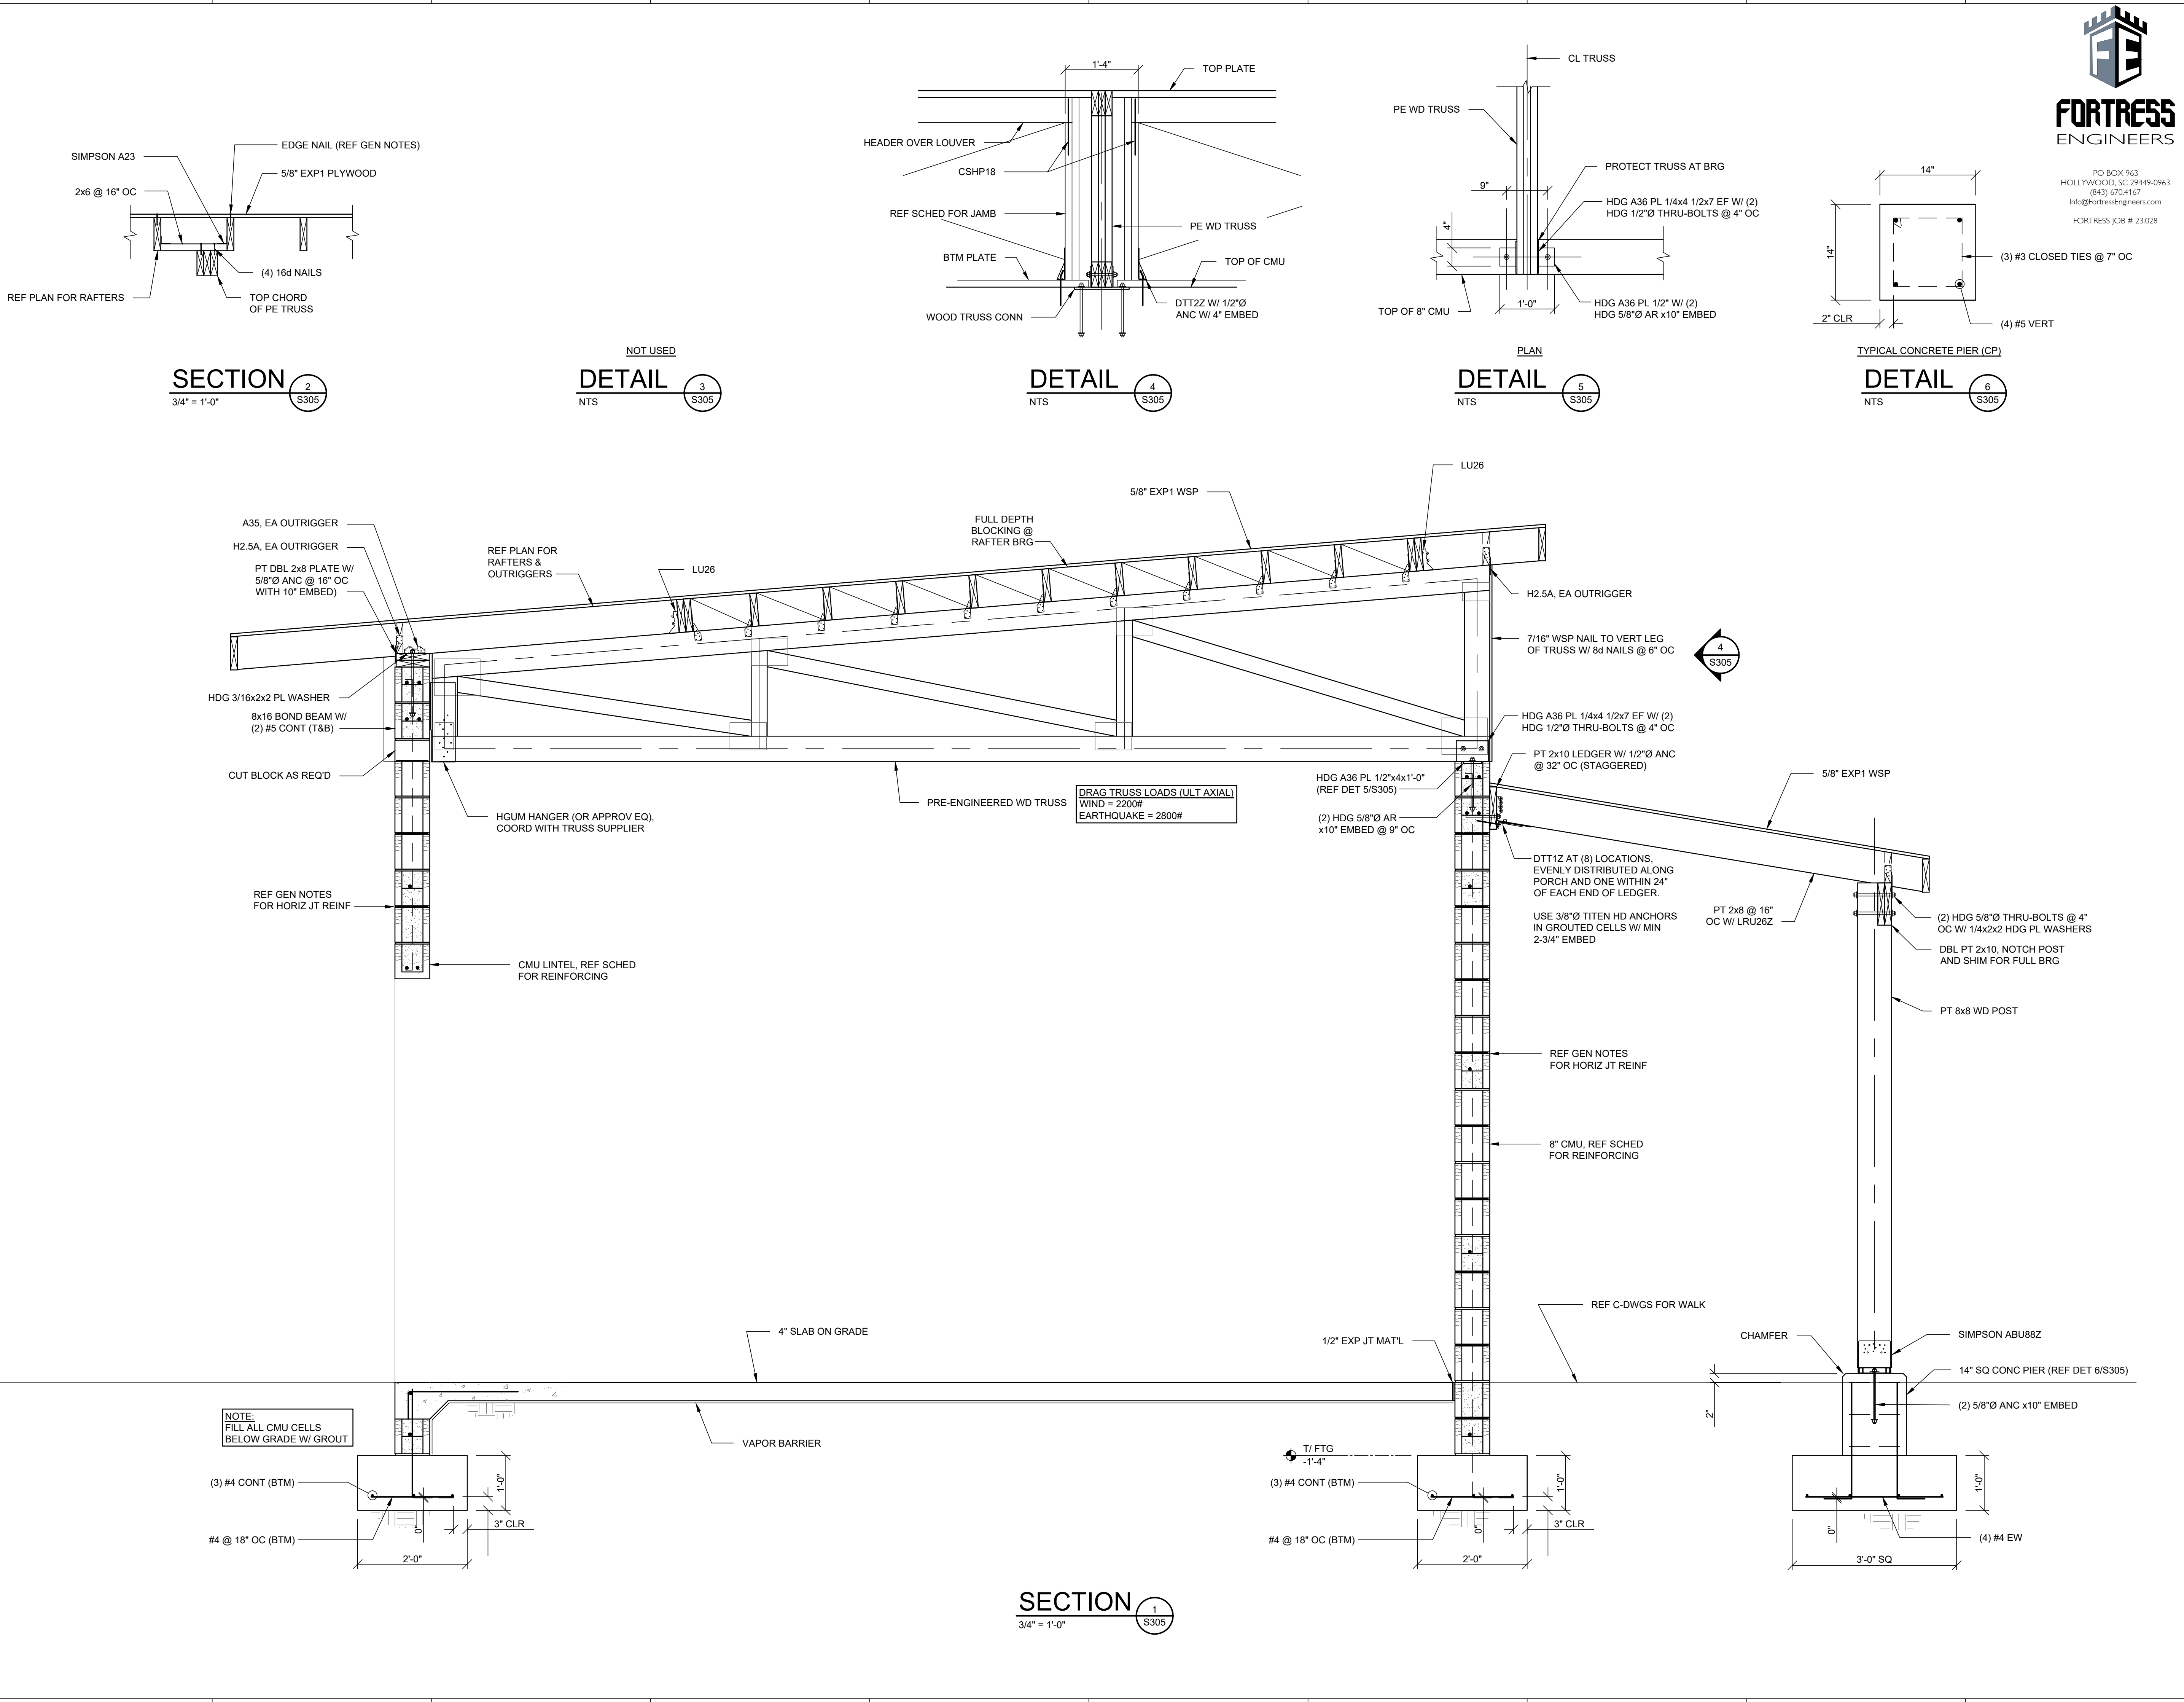 FORTRESS
ENGINEERS
PO BOX 963
HOLLYWOOD, SC 29449-0963
(843) 670.4167
Info@FortressEngineers.com
FORTRESS JOB # 23.028
SIMPSON A23
2x6 @ 16" OC
EDGE NAIL (REF GEN NOTES)
5/8" EXP1 PLYWOOD
(4) 16d NAILS
REF PLAN FOR RAFTERS
TOP CHORD
OF PE TRUSS
SECTION
2
S305
3/4" = 1'-0"
NOT USED
DETAIL
3
S305
NTS
1'-4"
TOP PLATE
HEADER OVER LOUVER
CSHP18
REF SCHED FOR JAMB
PE WD TRUSS
BTM PLATE
TOP OF CMU
WOOD TRUSS CONN
DTT2Z W/ 1/2"Ø
ANC W/ 4" EMBED
DETAIL
4
S305
NTS
CL TRUSS
PE WD TRUSS
PROTECT TRUSS AT BRG
9"
HDG A36 PL 1/4x4 1/2x7 EF W/ (2)
HDG 1/2"Ø THRU-BOLTS @ 4" OC
4"
1'-0"
TOP OF 8" CMU
HDG A36 PL 1/2" W/ (2)
HDG 5/8"Ø AR x10" EMBED
PLAN
DETAIL
5
S305
NTS
14"
14"
(3) #3 CLOSED TIES @ 7" OC
2" CLR
(4) #5 VERT
TYPICAL CONCRETE PIER (CP)
DETAIL
6
S305
NTS
LU26
5/8" EXP1 WSP
FULL DEPTH
BLOCKING @
RAFTER BRG
A35, EA OUTRIGGER
H2.5A, EA OUTRIGGER
PT DBL 2x8 PLATE W/
5/8"Ø ANC @ 16" OC
WITH 10" EMBED)
REF PLAN FOR
RAFTERS &
OUTRIGGERS
LU26
H2.5A, EA OUTRIGGER
7/16" WSP NAIL TO VERT LEG
OF TRUSS W/ 8d NAILS @ 6" OC
4
S305
HDG 3/16x2x2 PL WASHER
8x16 BOND BEAM W/
(2) #5 CONT (T&B)
CUT BLOCK AS REQ'D
HGUM HANGER (OR APPROV EQ),
COORD WITH TRUSS SUPPLIER
PRE-ENGINEERED WD TRUSS
DRAG TRUSS LOADS (ULT AXIAL)
WIND = 2200#
EARTHQUAKE = 2800#
HDG A36 PL 1/4x4 1/2x7 EF W/ (2)
HDG 1/2"Ø THRU-BOLTS @ 4" OC
PT 2x10 LEDGER W/ 1/2"Ø ANC
@ 32" OC (STAGGERED)
HDG A36 PL 1/2"x4x1'-0"
(REF DET 5/S305)
(2) HDG 5/8"Ø AR
x10" EMBED @ 9" OC
5/8" EXP1 WSP
DTT1Z AT (8) LOCATIONS,
EVENLY DISTRIBUTED ALONG
PORCH AND ONE WITHIN 24"
OF EACH END OF LEDGER.
USE 3/8"Ø TITEN HD ANCHORS
IN GROUTED CELLS W/ MIN
2-3/4" EMBED
PT 2x8 @ 16"
OC W/ LRU26Z
(2) HDG 5/8"Ø THRU-BOLTS @ 4"
OC W/ 1/4x2x2 HDG PL WASHERS
DBL PT 2x10, NOTCH POST
AND SHIM FOR FULL BRG
PT 8x8 WD POST
REF GEN NOTES
FOR HORIZ JT REINF
CMU LINTEL, REF SCHED
FOR REINFORCING
REF GEN NOTES
FOR HORIZ JT REINF
8" CMU, REF SCHED
FOR REINFORCING
REF C-DWGS FOR WALK
4" SLAB ON GRADE
1/2" EXP JT MAT'L
CHAMFER
SIMPSON ABU88Z
14" SQ CONC PIER (REF DET 6/S305)
(2) 5/8"Ø ANC x10" EMBED
2"
NOTE:
FILL ALL CMU CELLS
BELOW GRADE W/ GROUT
VAPOR BARRIER
T/ FTG
-1'-4"
(3) #4 CONT (BTM)
#4 @ 18" OC (BTM)
0"
3" CLR
1'-0"
2'-0"
(3) #4 CONT (BTM)
#4 @ 18" OC (BTM)
0"
3" CLR
1'-0"
2'-0"
0"
1'-0"
(4) #4 EW
3'-0" SQ
SECTION
1
S305
3/4" = 1'-0"